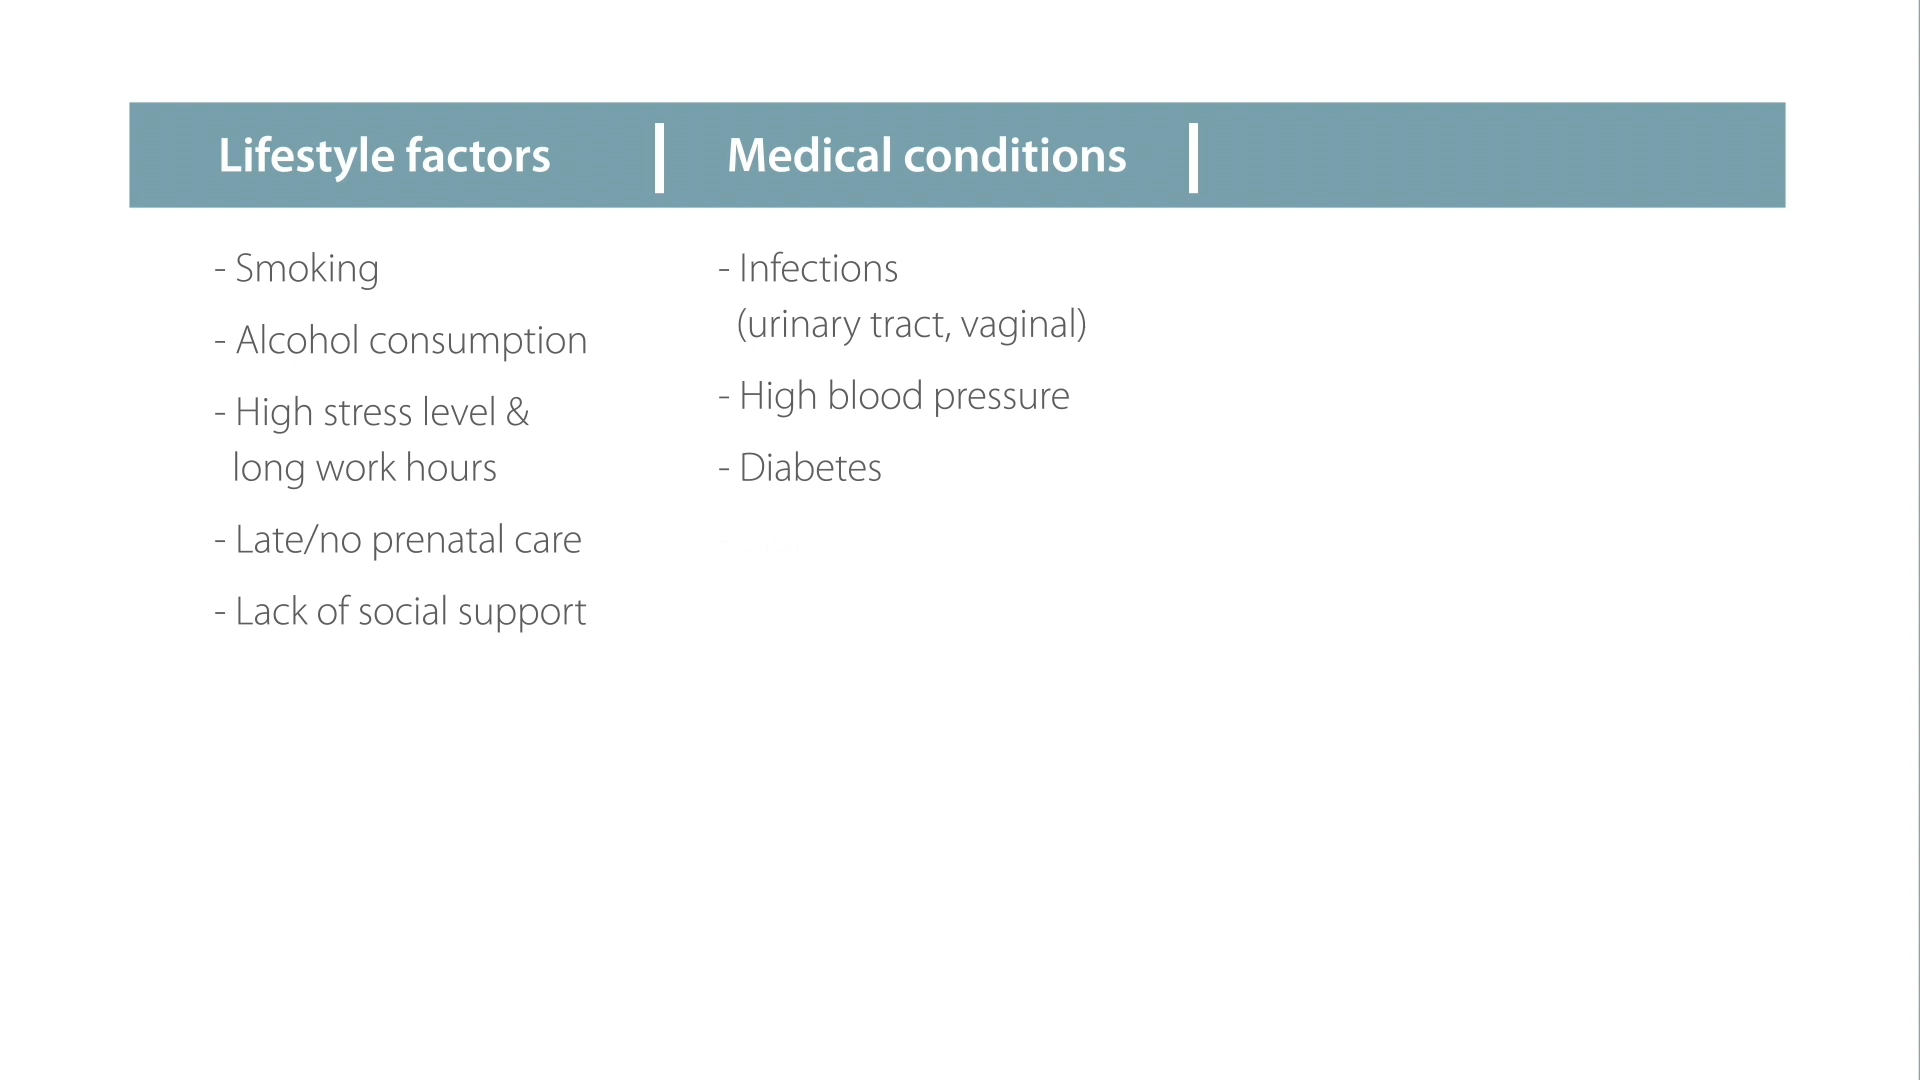 Lifestyle factors
- Smoking
- Alcohol consumption
- High stress level &
long work hours
- Late/no prenatal care
- Lack of social support
Medical conditions
- Infections
(urinary tract, vaginal)
- High blood pressure
- Diabetes